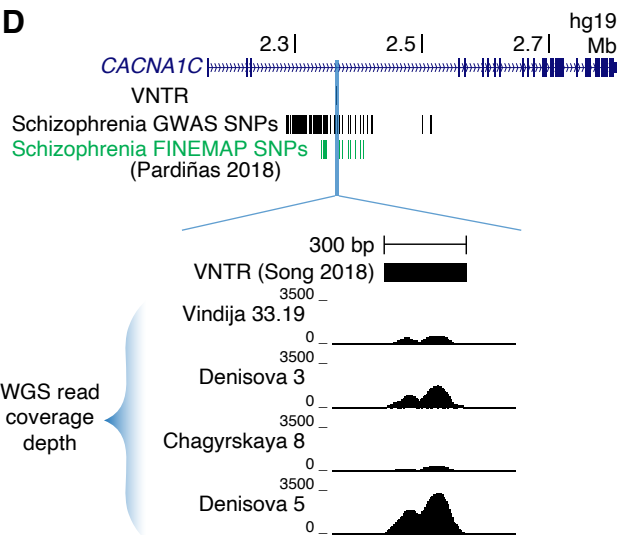 D
hg19
2.3 2.5 2.7 Mb
CACNA1C
VNTR
Schizophrenia GWAS SNPs
Schizophrenia FINEMAP SNPs
(Pardiñas 2018)
300 bp
VNTR (Song 2018)
3500
Vindija 33.19
0
3500
Denisova 3
0
3500
Chagyrskaya 8
0
3500
Denisova 5
0
WGS read
coverage
depth